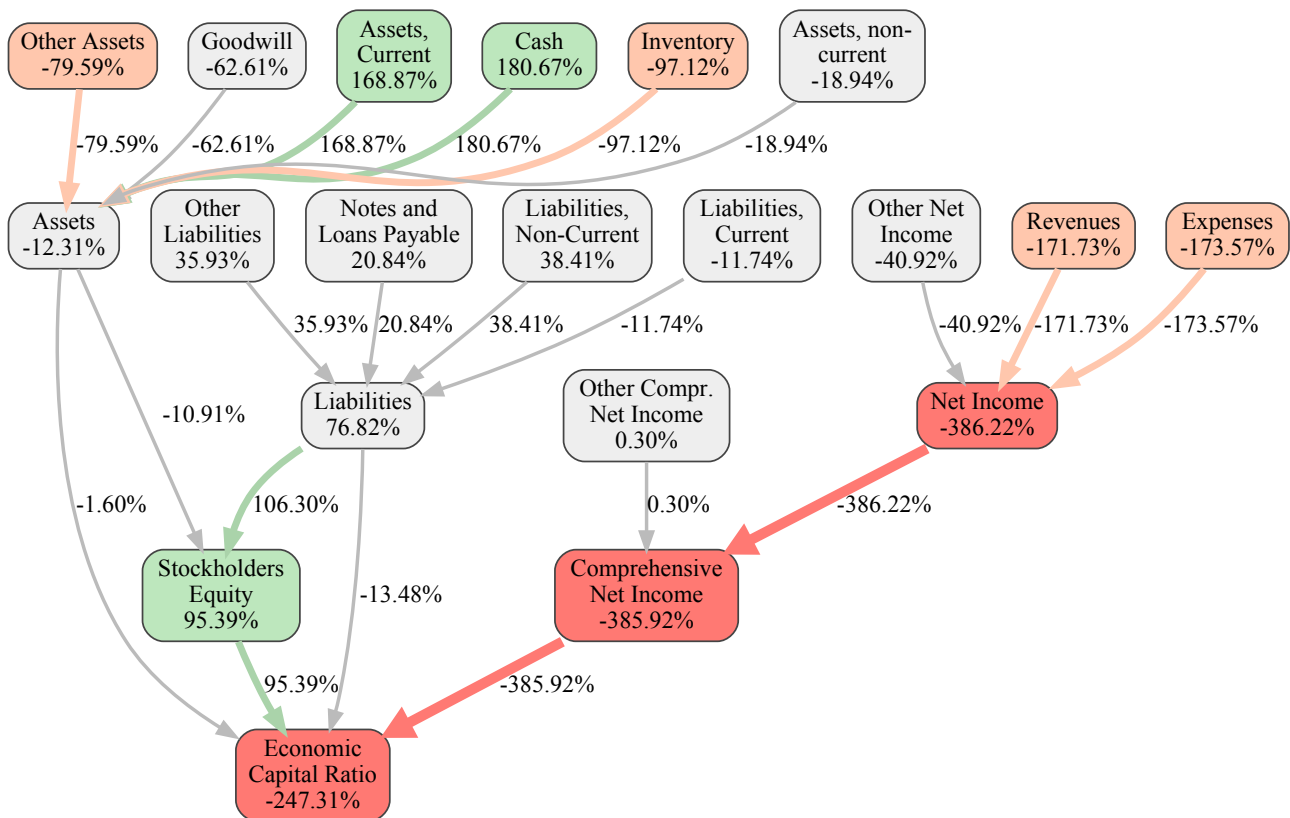 Other Assets
-79.59%
Goodwill
-62.61%
Assets,
Current
168.87%
Cash
180.67%
Inventory
-97.12%
Assets, non-
current
-18.94%
-79.59%
-62.61%
168.87%
180.67%
-97.12%
-18.94%
Assets
-12.31%
Other
Liabilities
35.93%
Notes and
Loans Payable
20.84%
Liabilities,
Non-Current
38.41%
Liabilities,
Current
-11.74%
Other Net
Income
-40.92%
Revenues
-171.73%
Expenses
-173.57%
35.93%
20.84%
38.41%
-11.74%
-40.92%
-171.73%
-173.57%
-10.91%
Liabilities
76.82%
Other Compr.
Net Income
0.30%
Net Income
-386.22%
-1.60%
106.30%
0.30%
-386.22%
Stockholders
Equity
95.39%
-13.48%
Comprehensive
Net Income
-385.92%
95.39%
-385.92%
Economic
Capital Ratio
-247.31%